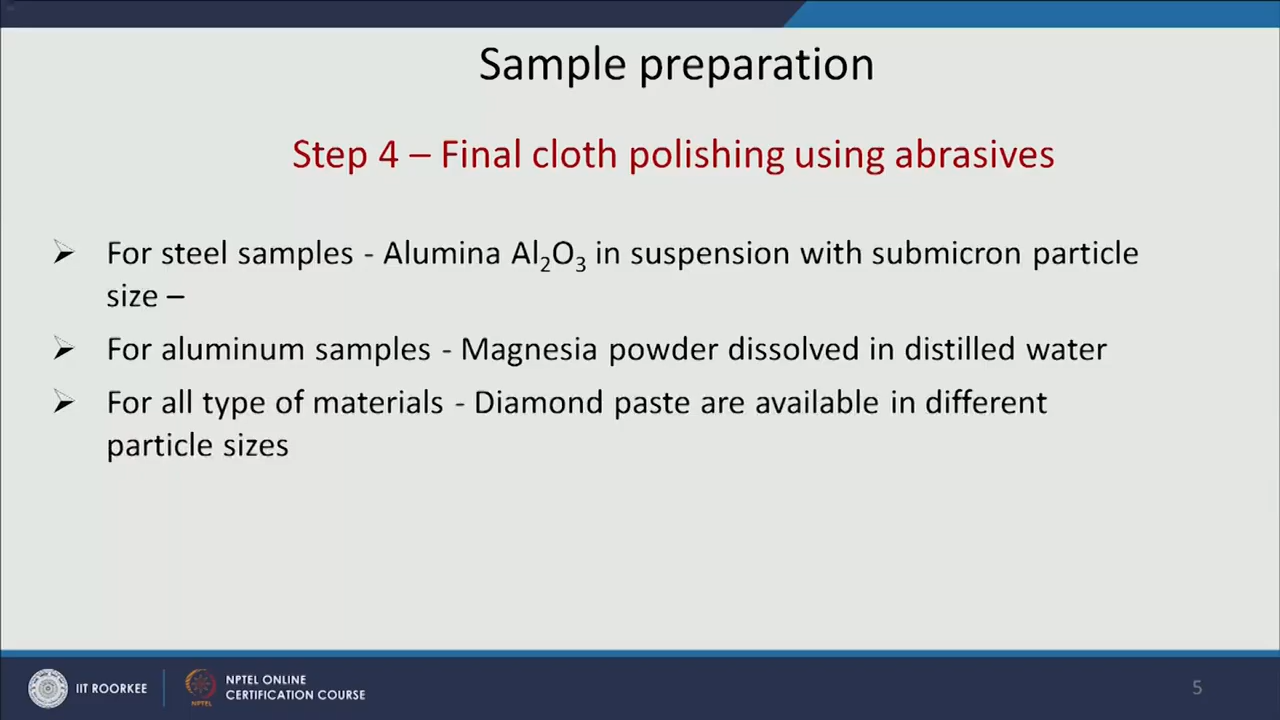 Sample preparation
Step 4 – Final cloth polishing using abrasives
➢ For steel samples - Alumina Al₂O₃ in suspension with submicron particle
size –
➢ For aluminum samples - Magnesia powder dissolved in distilled water
➢ For all type of materials - Diamond paste are available in different
particle sizes
IIT ROORKEE
NPTEL
NPTEL ONLINE
CERTIFICATION COURSE
5